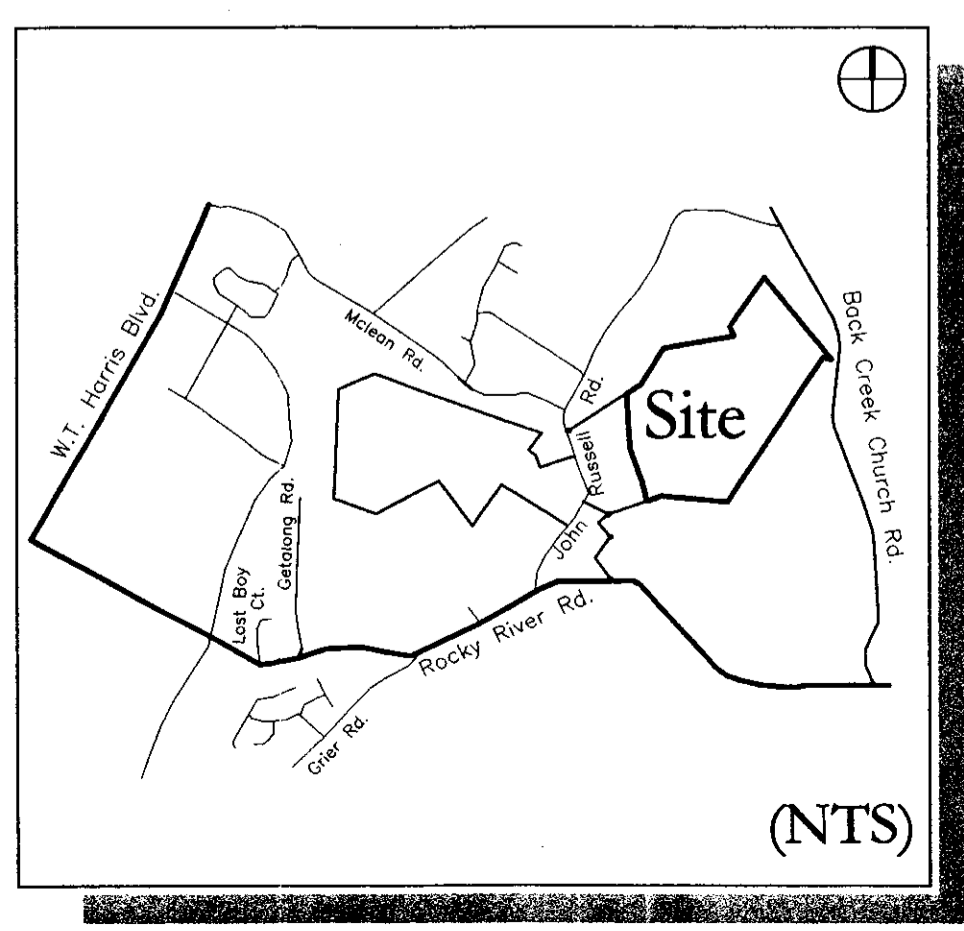 W.T. Harris Blvd.
Mclean Rd.
John Russell Rd.
Site
Back Creek Church Rd.
Getalong Rd.
Lost Boy
Ct.
Rocky River Rd.
Grier Rd.
(NTS)